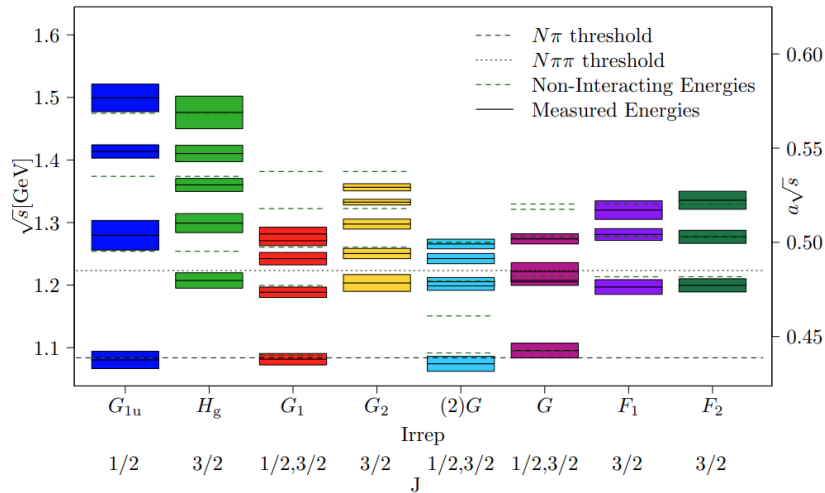 1.6
1.5
1.4
1.3
1.2
1.1
√s[GeV]
Nπ threshold
Nππ threshold
Non-Interacting Energies
Measured Energies
0.60
0.55
0.50
0.45
a√s
G₁ᵤ H_g G₁ G₂ (2)G G F₁ F₂
Irrep
1/2 3/2 1/2,3/2 3/2 1/2,3/2 1/2,3/2 3/2 3/2
J